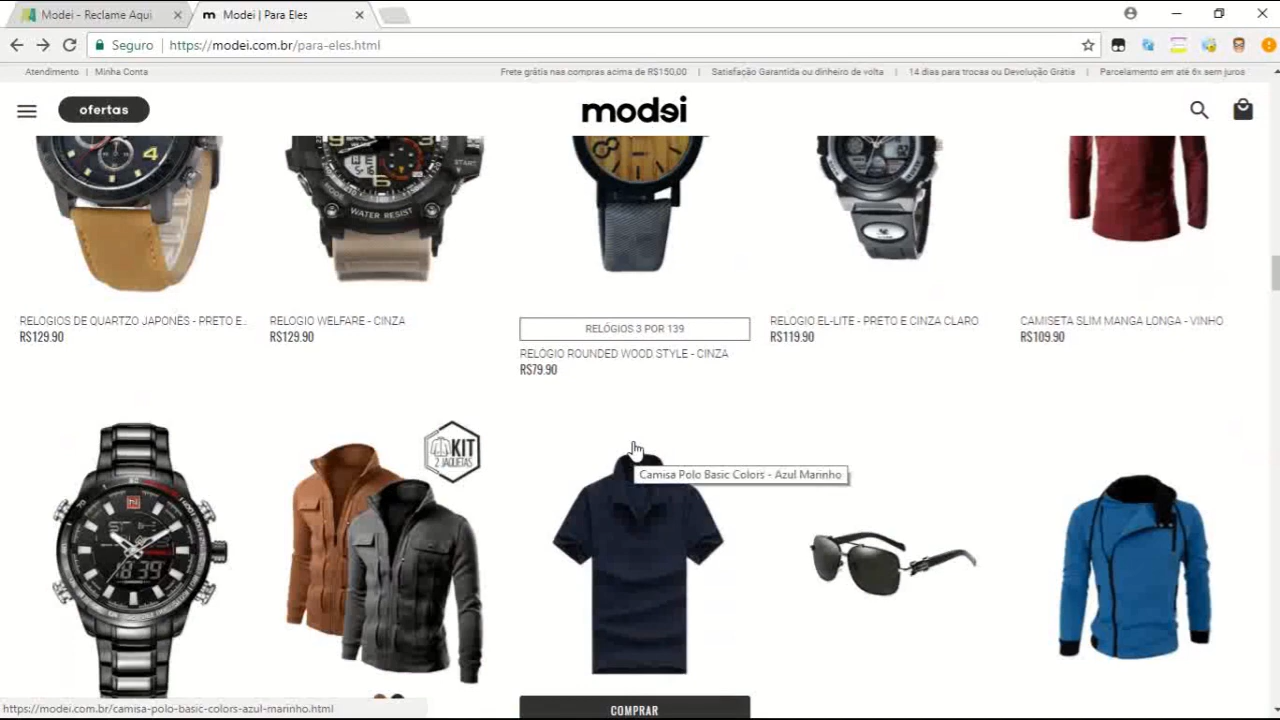 Modei - Reclame Aqui
Modei | Para Eles
Seguro
https://modei.com.br/para-eles.html
Atendimento | Minha Conta
Frete grátis nas compras acima de R$150,00 | Satisfação Garantida ou dinheiro de volta | 14 dias para trocas ou Devolução Grátis | Parcelamento em até 6x sem juros
ofertas
modei
4
START
WATER RESIST
RELOGIOS DE QUARTZO JAPONÊS - PRETO E..
R$129.90
RELOGIO WELFARE - CINZA
R$129.90
RELÓGIOS 3 POR 139
RELOGIO ROUNDED WOOD STYLE - CINZA
R$79.90
RELOGIO EL-LITE - PRETO E CINZA CLARO
R$119.90
CAMISETA SLIM MANGA LONGA - VINHO
R$109.90
KIT
2 JAQUETAS
Camisa Polo Basic Colors - Azul Marinho
18:39
https://modei.com.br/camisa-polo-basic-colors-azul-marinho.html
COMPRAR